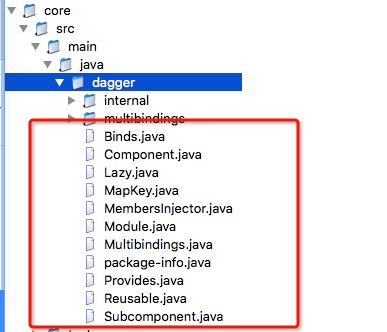 core
src
main
java
dagger
internal
multibindings
Binds.java
Component.java
Lazy.java
MapKey.java
MembersInjector.java
Module.java
Multibindings.java
package-info.java
Provides.java
Reusable.java
Subcomponent.java